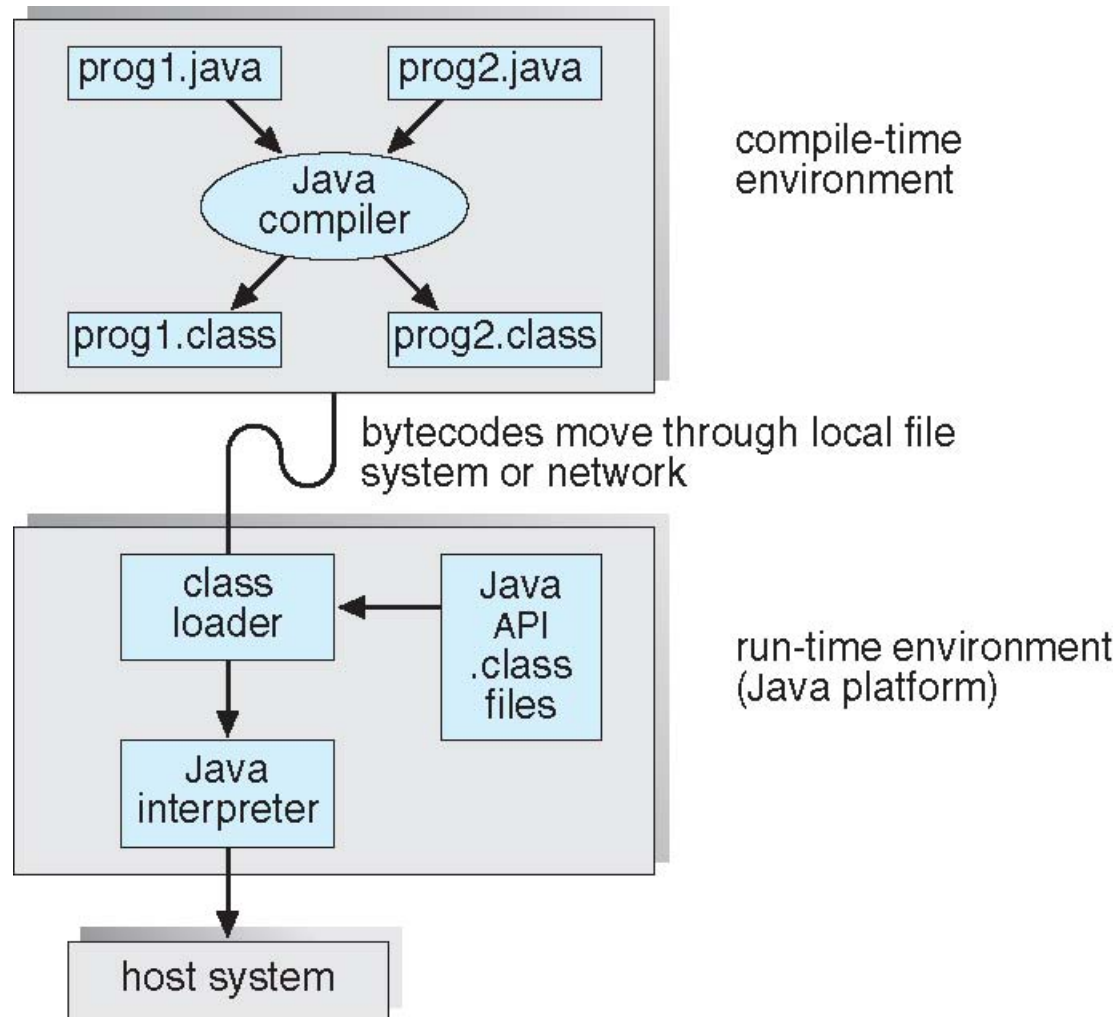 prog1.java
prog2.java
Java
compiler
compile-time
environment
prog1.class
prog2.class
bytecodes move through local file
system or network
class
loader
Java
API
.class
files
run-time environment
(Java platform)
Java
interpreter
host system